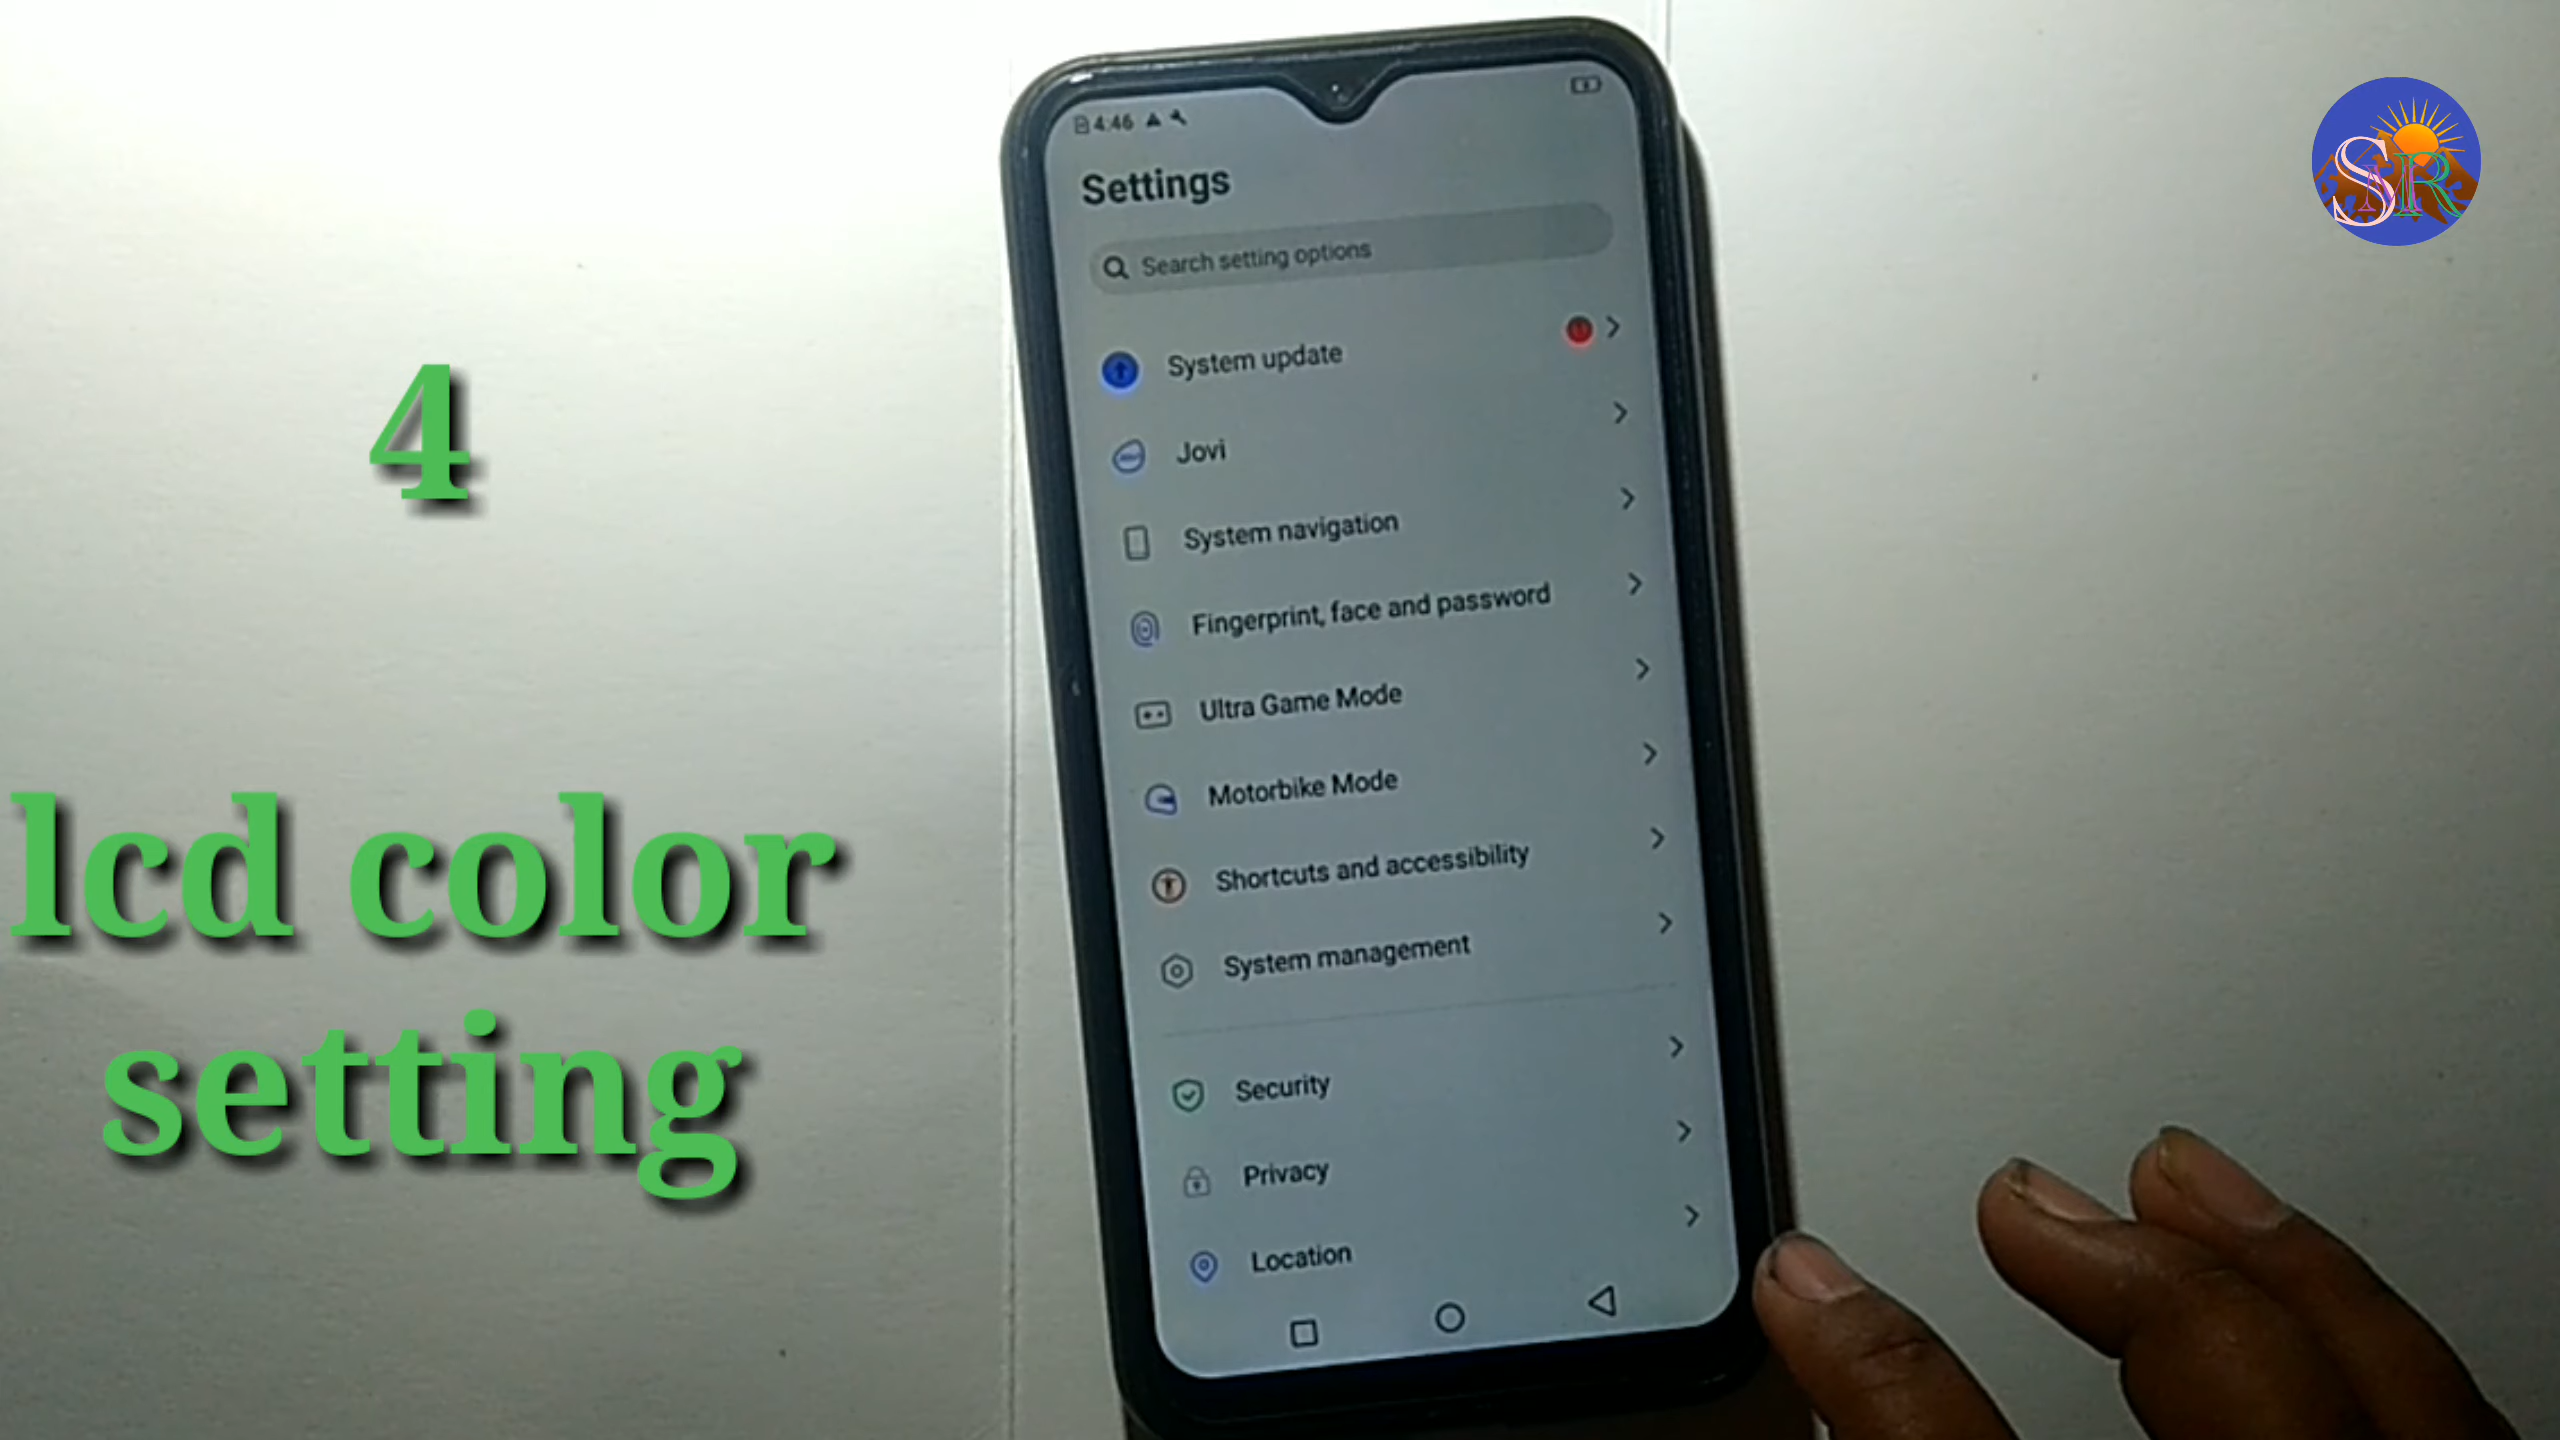 4
lcd color
setting
4:46
Settings
Search setting options
System update
Jovi
System navigation
Fingerprint, face and password
Ultra Game Mode
Motorbike Mode
Shortcuts and accessibility
System management
Security
Privacy
Location
SMR